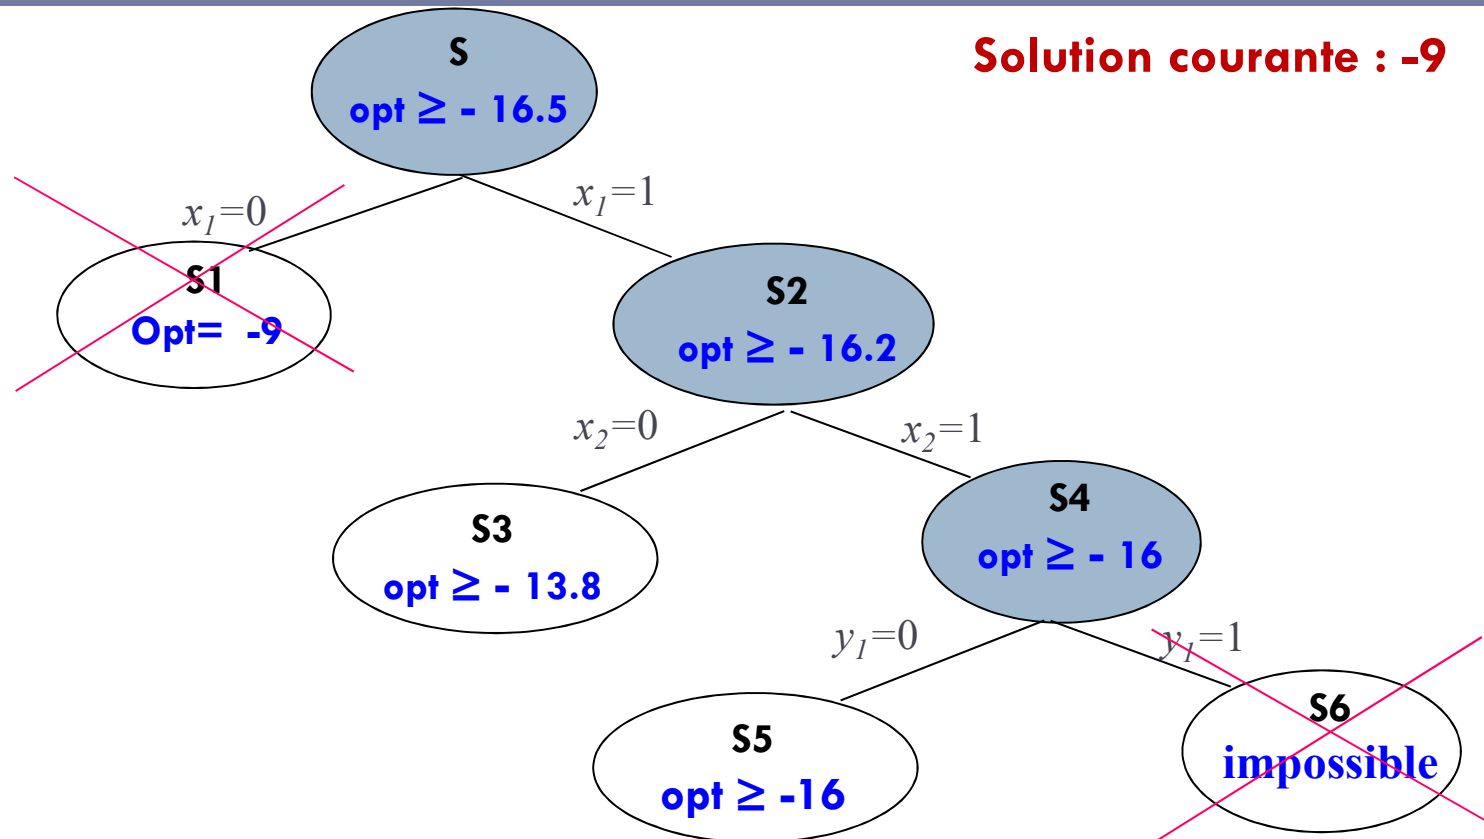 S
opt ≥ - 16.5
Solution courante : -9
x1=0
x1=1
S1
Opt= -9
S2
opt ≥ - 16.2
x2=0
x2=1
S3
opt ≥ - 13.8
S4
opt ≥ - 16
y1=0
y1=1
S5
opt ≥ -16
S6
impossible